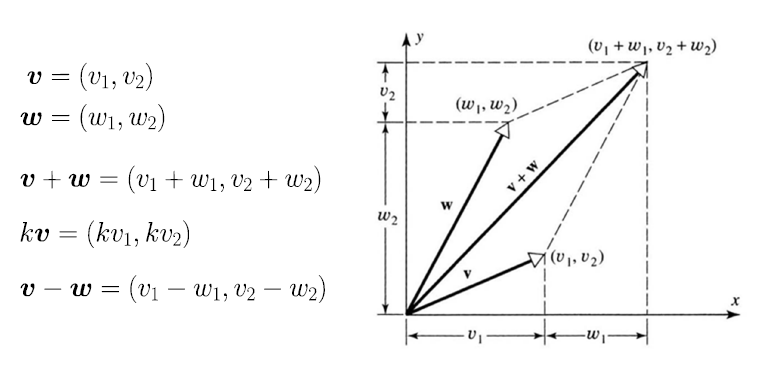 v = (v₁, v₂)
w = (w₁, w₂)
v + w = (v₁ + w₁, v₂ + w₂)
kv = (kv₁, kv₂)
v − w = (v₁ − w₁, v₂ − w₂)
y
(v₁ + w₁, v₂ + w₂)
v₂
(w₁, w₂)
v + w
w
w₂
(v₁, v₂)
v
x
v₁
w₁